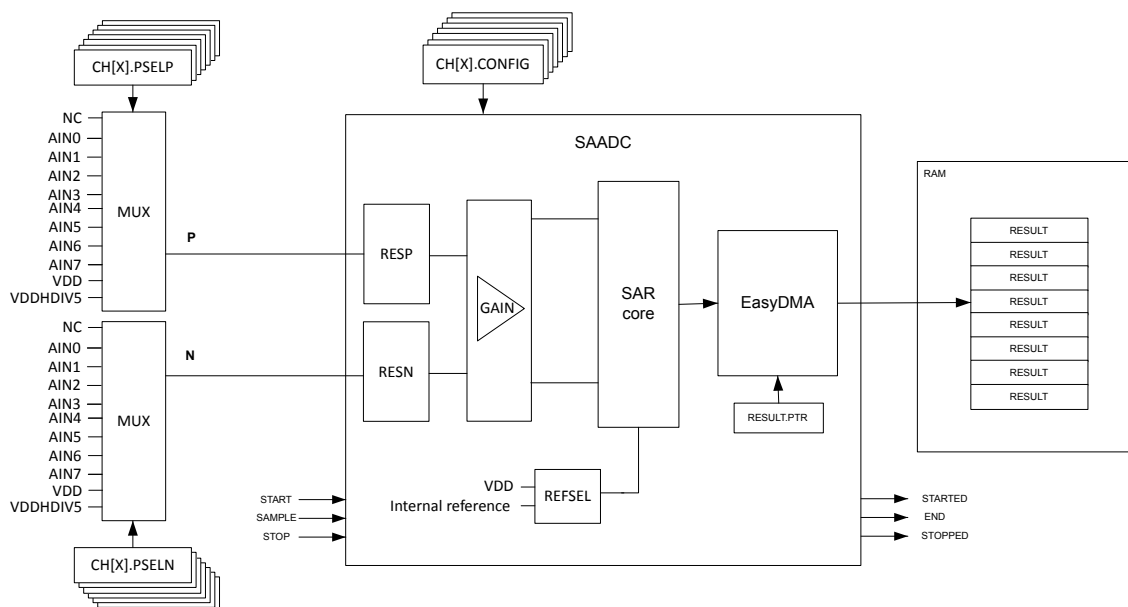 CH[X].PSELP
CH[X].CONFIG
NC
AIN0
AIN1
AIN2
AIN3
AIN4
AIN5
AIN6
AIN7
VDD
VDDHDIV5
MUX
P
SAADC
RESP
GAIN
SAR
core
EasyDMA
RAM
RESULT
RESULT
RESULT
RESULT
RESULT
RESULT
RESULT
RESULT
NC
AIN0
AIN1
AIN2
AIN3
AIN4
AIN5
AIN6
AIN7
VDD
VDDHDIV5
MUX
N
RESN
RESULT.PTR
VDD
Internal reference
REFSEL
START
SAMPLE
STOP
STARTED
END
STOPPED
CH[X].PSELN